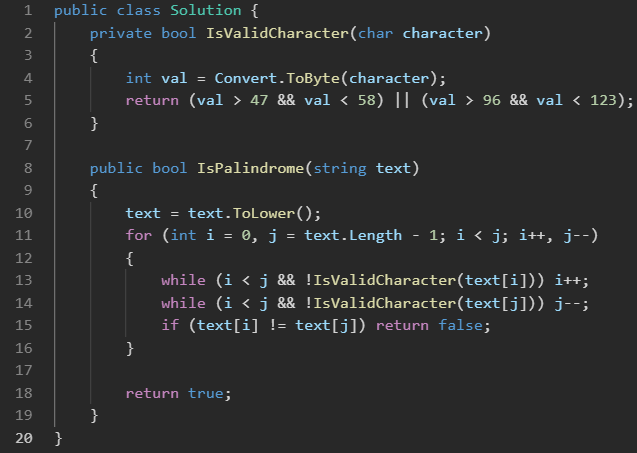 1 public class Solution {
2     private bool IsValidCharacter(char character)
3     {
4         int val = Convert.ToByte(character);
5         return (val > 47 && val < 58) || (val > 96 && val < 123);
6     }
7
8     public bool IsPalindrome(string text)
9     {
10         text = text.ToLower();
11         for (int i = 0, j = text.Length - 1; i < j; i++, j--)
12         {
13             while (i < j && !IsValidCharacter(text[i])) i++;
14             while (i < j && !IsValidCharacter(text[j])) j--;
15             if (text[i] != text[j]) return false;
16         }
17
18         return true;
19     }
20 }